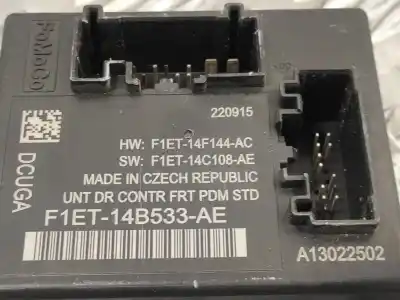 FoMoCo
220915
HW: F1ET-14F144-AC
SW: F1ET-14C108-AE
MADE IN CZECH REPUBLIC
UNT DR CONTR FRT PDM STD
F1ET-14B533-AE
DCUGA
A13022502